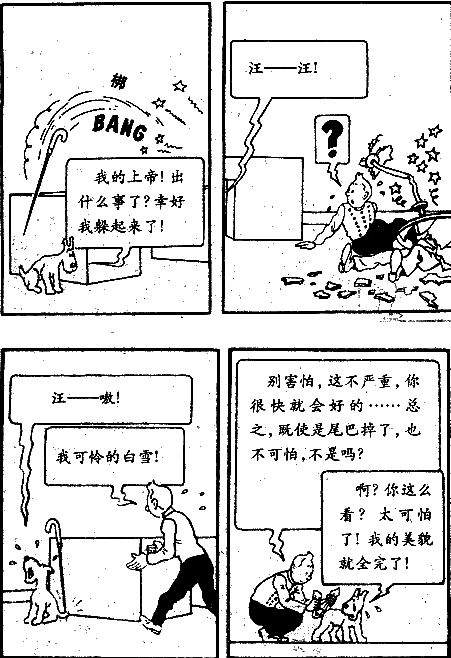 梆
BANG
我的上帝！出
什么事了？幸好
我躲起来了！
汪——汪！
?
汪——嗷！
我可怜的白雪！
别害怕，这不严重，你
很快就会好的……总
之，既使是尾巴掉了，也
不可怕，不是吗？
啊？你这么
看？太可怕
了！我的美貌
就全完了！